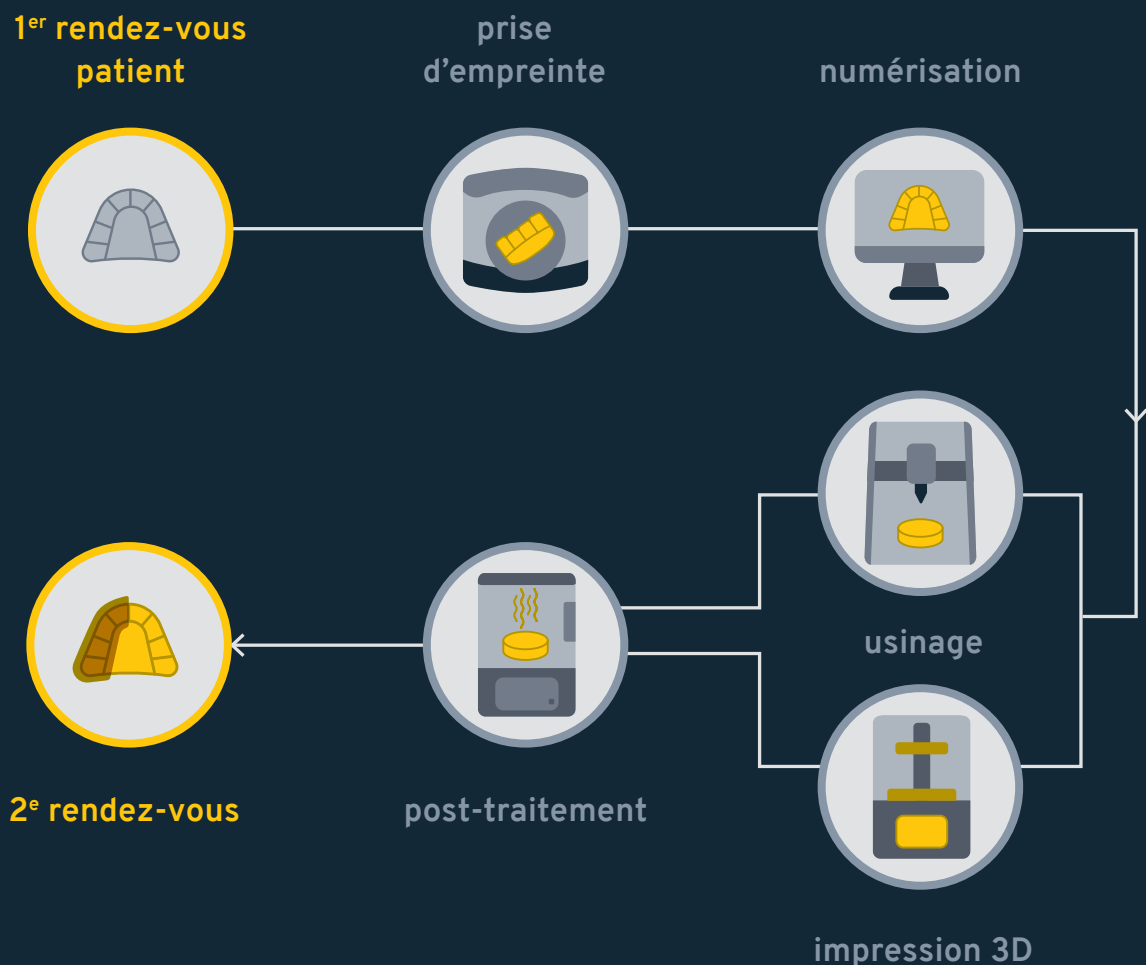 1er rendez-vous
patient
prise
d'empreinte
numérisation
usinage
2e rendez-vous
post-traitement
impression 3D